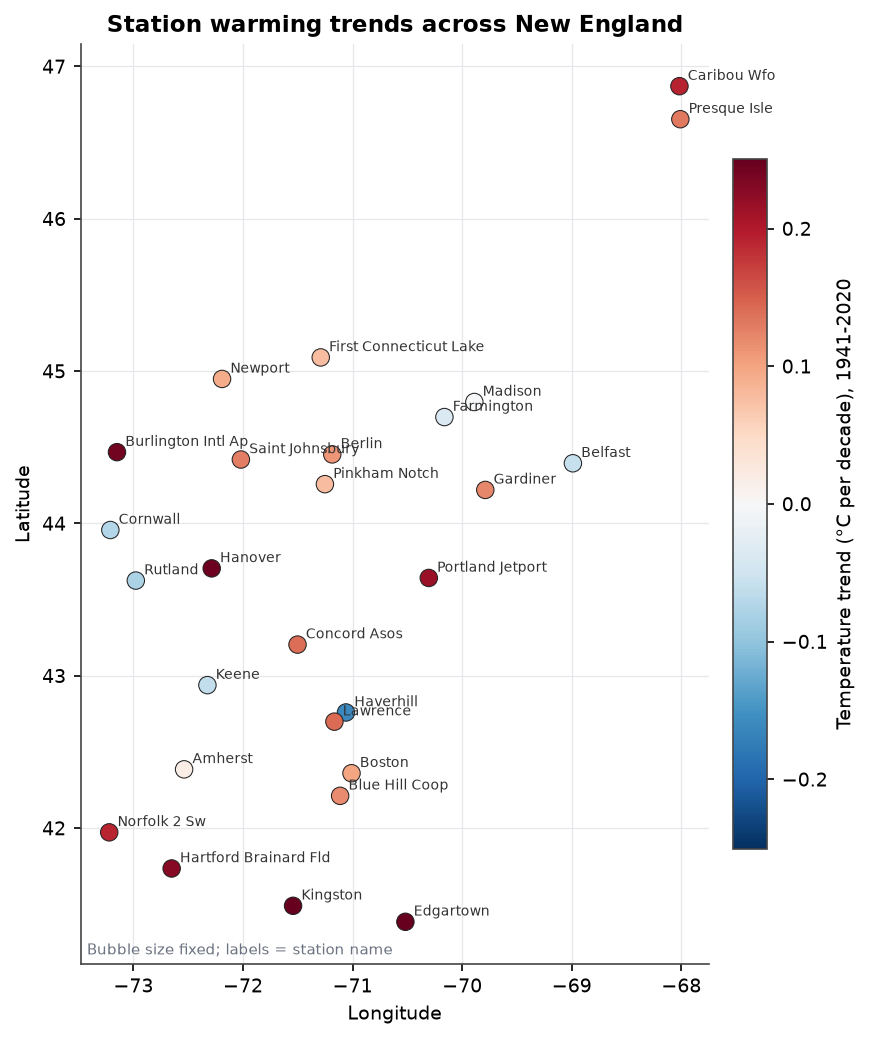 Station warming trends across New England
Caribou Wfo
Presque Isle
First Connecticut Lake
Newport
Madison
Farmington
Burlington Intl Ap
Saint Johnsbury
Berlin
Belfast
Pinkham Notch
Gardiner
Cornwall
Hanover
Rutland
Portland Jetport
Concord Asos
Keene
Haverhill
Lawrence
Amherst
Boston
Blue Hill Coop
Norfolk 2 Sw
Hartford Brainard Fld
Kingston
Edgartown
Bubble size fixed; labels = station name
47
46
45
44
43
42
Latitude
−73
−72
−71
−70
−69
−68
Longitude
0.2
0.1
0.0
−0.1
−0.2
Temperature trend (°C per decade), 1941-2020